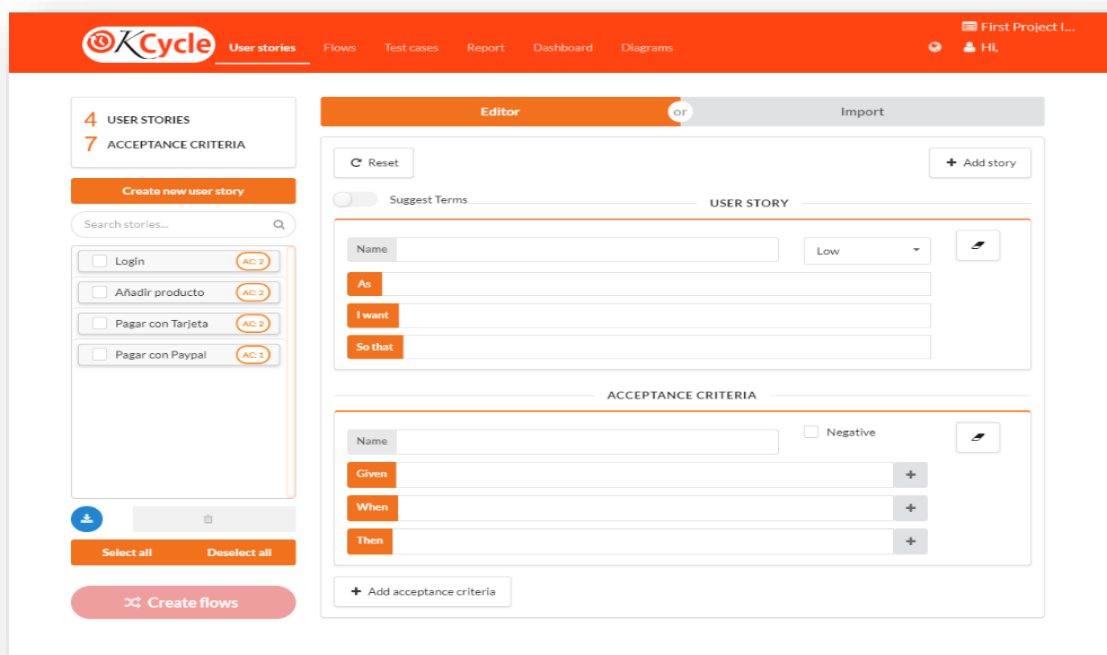 First Project I...
OKCycle User stories Flows Test cases Report Dashboard Diagrams Hi,
4 USER STORIES
7 ACCEPTANCE CRITERIA
Create new user story
Search stories...
Login AC: 2
Añadir producto AC: 2
Pagar con Tarjeta AC: 2
Pagar con Paypal AC: 1
Select all Deselect all
Create flows
Editor or Import
Reset + Add story
Suggest Terms USER STORY
Name Low
As
I want
So that
ACCEPTANCE CRITERIA
Name Negative
Given +
When +
Then +
+ Add acceptance criteria